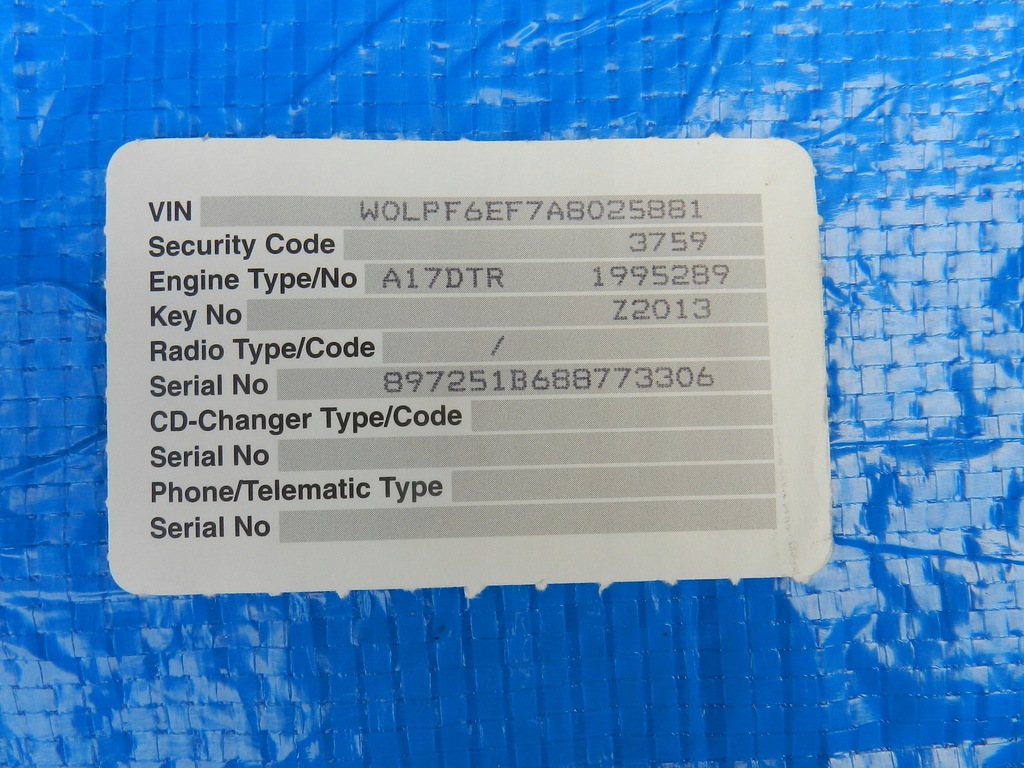 VIN W0LPF6EF7A8025881
Security Code 3759
Engine Type/No A17DTR 1995289
Key No Z2013
Radio Type/Code /
Serial No 897251B688773306
CD-Changer Type/Code
Serial No
Phone/Telematic Type
Serial No